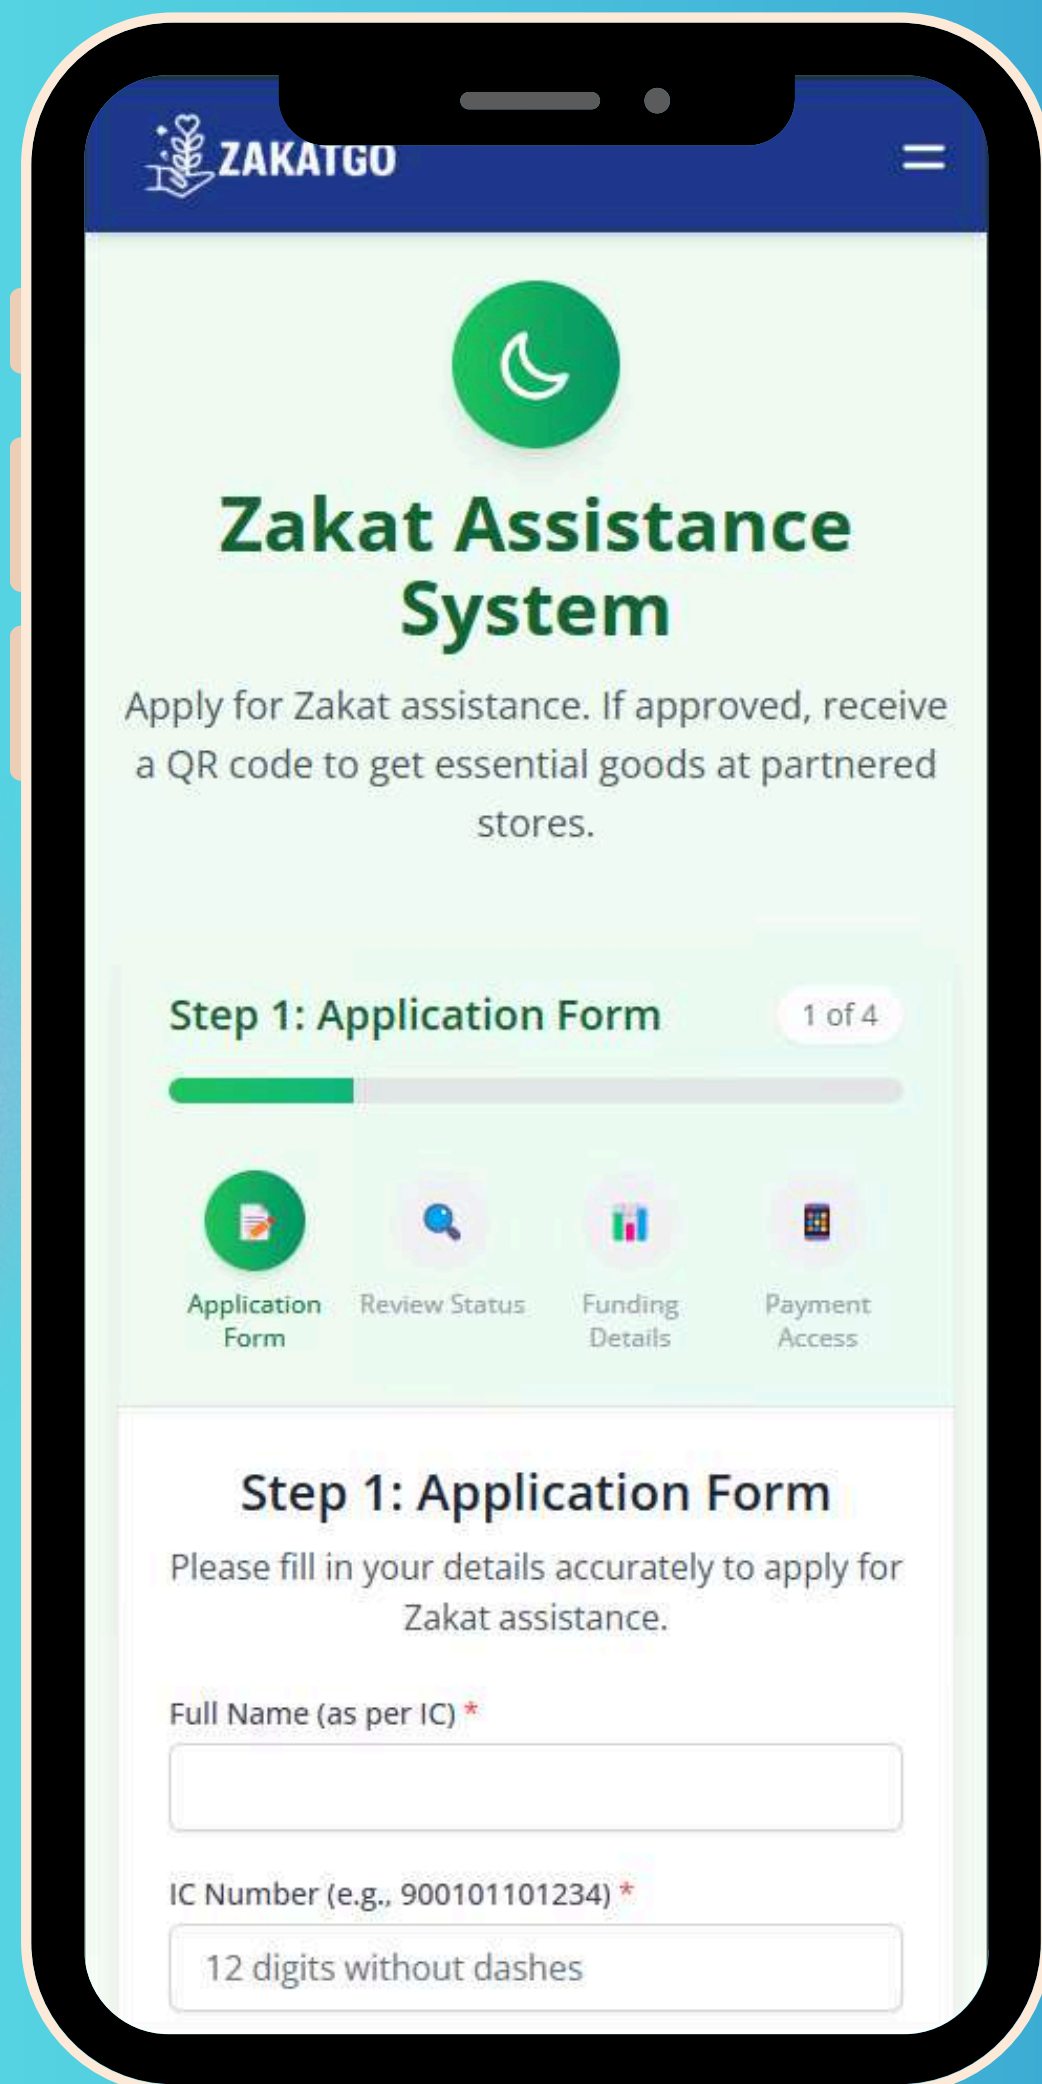 ZAKATGO
Zakat Assistance
System
Apply for Zakat assistance. If approved, receive
a QR code to get essential goods at partnered
stores.
Step 1: Application Form
1 of 4
Application
Form
Review Status
Funding
Details
Payment
Access
Step 1: Application Form
Please fill in your details accurately to apply for
Zakat assistance.
Full Name (as per IC) *
IC Number (e.g., 900101101234) *
12 digits without dashes